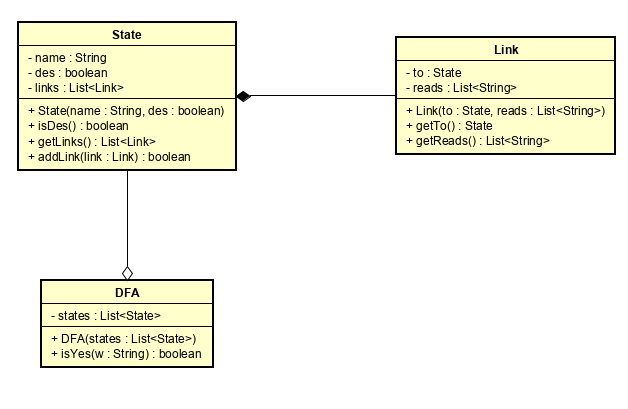 State
- name : String
- des : boolean
- links : List<Link>
+ State(name : String, des : boolean)
+ isDes() : boolean
+ getLinks() : List<Link>
+ addLink(link : Link) : boolean
Link
- to : State
- reads : List<String>
+ Link(to : State, reads : List<String>)
+ getTo() : State
+ getReads() : List<String>
DFA
- states : List<State>
+ DFA(states : List<State>)
+ isYes(w : String) : boolean